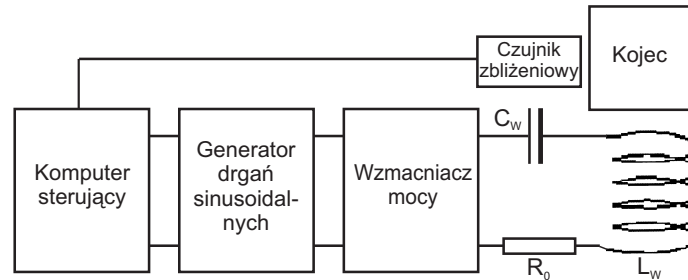 Czujnik
zbliżeniowy
Kojec
Komputer
sterujący
Generator
drgań
sinusoidal-
nych
Wzmacniacz
mocy
Cw
R₀
Lw